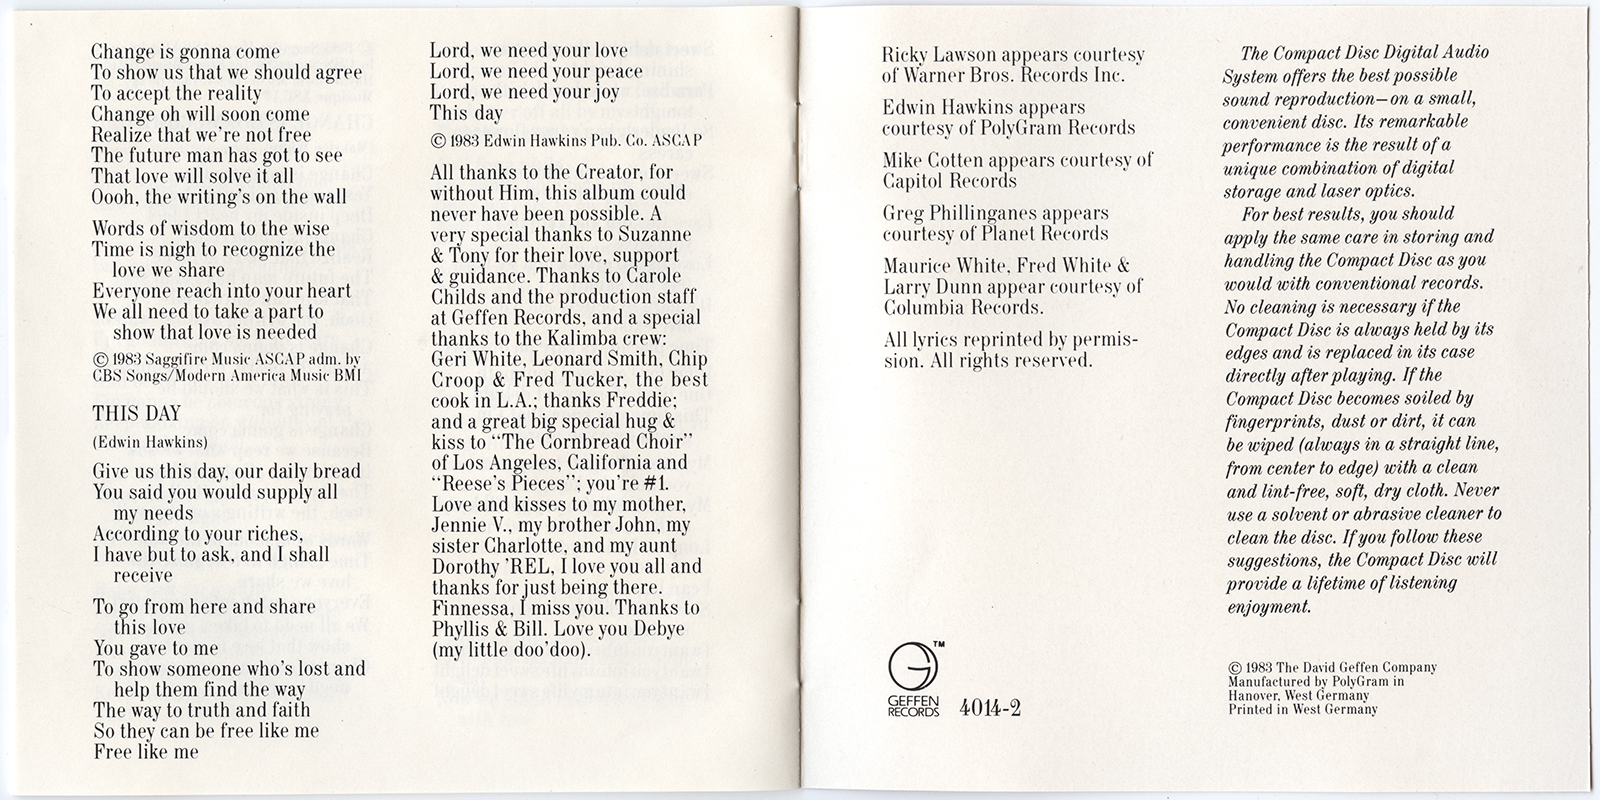 Change is gonna come
To show us that we should agree
To accept the reality
Change oh will soon come
Realize that we're not free
The future man has got to see
That love will solve it all
Oooh, the writing's on the wall
Words of wisdom to the wise
Time is nigh to recognize the
love we share
Everyone reach into your heart
We all need to take a part to
show that love is needed
© 1983 Saggifire Music ASCAP adm. by
CBS Songs/Modern America Music BMI
THIS DAY
(Edwin Hawkins)
Give us this day, our daily bread
You said you would supply all
my needs
According to your riches,
I have but to ask, and I shall
receive
To go from here and share
this love
You gave to me
To show someone who's lost and
help them find the way
The way to truth and faith
So they can be free like me
Free like me
Lord, we need your love
Lord, we need your peace
Lord, we need your joy
This day
© 1983 Edwin Hawkins Pub. Co. ASCAP
All thanks to the Creator, for
without Him, this album could
never have been possible. A
very special thanks to Suzanne
& Tony for their love, support
& guidance. Thanks to Carole
Childs and the production staff
at Geffen Records, and a special
thanks to the Kalimba crew:
Geri White, Leonard Smith, Chip
Croop & Fred Tucker, the best
cook in L.A.; thanks Freddie;
and a great big special hug &
kiss to "The Cornbread Choir"
of Los Angeles, California and
"Reese's Pieces"; you're #1.
Love and kisses to my mother,
Jennie V., my brother John, my
sister Charlotte, and my aunt
Dorothy 'REL, I love you all and
thanks for just being there.
Finnessa, I miss you. Thanks to
Phyllis & Bill. Love you Debye
(my little doo'doo).
Ricky Lawson appears courtesy
of Warner Bros. Records Inc.
Edwin Hawkins appears
courtesy of PolyGram Records
Mike Cotten appears courtesy of
Capitol Records
Greg Phillinganes appears
courtesy of Planet Records
Maurice White, Fred White &
Larry Dunn appear courtesy of
Columbia Records.
All lyrics reprinted by permis-
sion. All rights reserved.
G™
GEFFEN
RECORDS 4014-2
The Compact Disc Digital Audio
System offers the best possible
sound reproduction—on a small,
convenient disc. Its remarkable
performance is the result of a
unique combination of digital
storage and laser optics.
For best results, you should
apply the same care in storing and
handling the Compact Disc as you
would with conventional records.
No cleaning is necessary if the
Compact Disc is always held by its
edges and is replaced in its case
directly after playing. If the
Compact Disc becomes soiled by
fingerprints, dust or dirt, it can
be wiped (always in a straight line,
from center to edge) with a clean
and lint-free, soft, dry cloth. Never
use a solvent or abrasive cleaner to
clean the disc. If you follow these
suggestions, the Compact Disc will
provide a lifetime of listening
enjoyment.
© 1983 The David Geffen Company
Manufactured by PolyGram in
Hanover, West Germany
Printed in West Germany